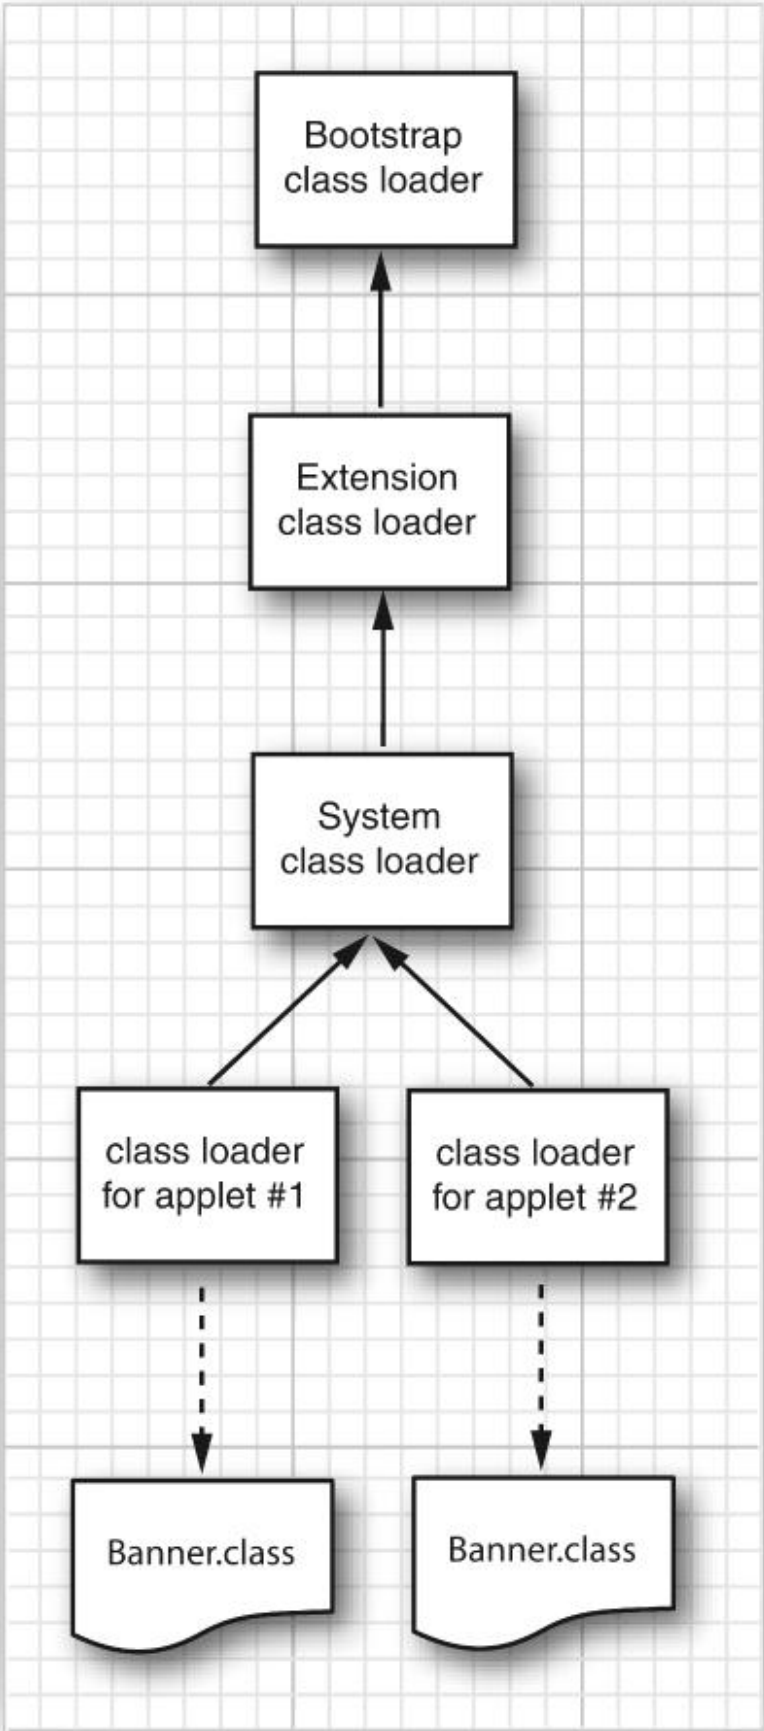 Bootstrap
class loader
Extension
class loader
System
class loader
class loader
for applet #1
class loader
for applet #2
Banner.class
Banner.class